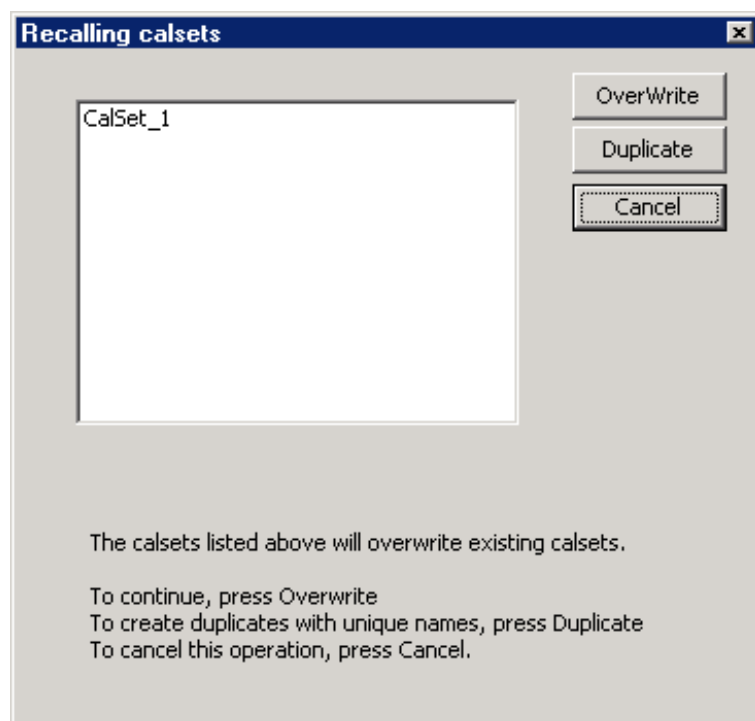 Recalling calsets
CalSet_1
OverWrite
Duplicate
Cancel
The calsets listed above will overwrite existing calsets.
To continue, press Overwrite
To create duplicates with unique names, press Duplicate
To cancel this operation, press Cancel.